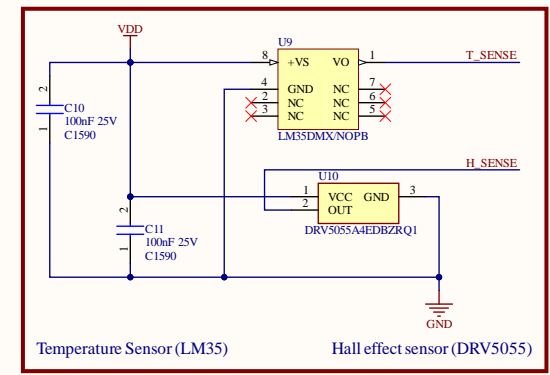 VDD
U9
8 +VS VO 1 T_SENSE
4 GND NC 7
2 NC NC 6
3 NC NC 5
LM35DMX/NOPB
2
C10
100nF 25V
C1590
1
H_SENSE
U10
1 VCC GND 3
2 OUT
DRV5055A4EDBZRQ1
2
C11
100nF 25V
C1590
1
GND
Temperature Sensor (LM35) Hall effect sensor (DRV5055)